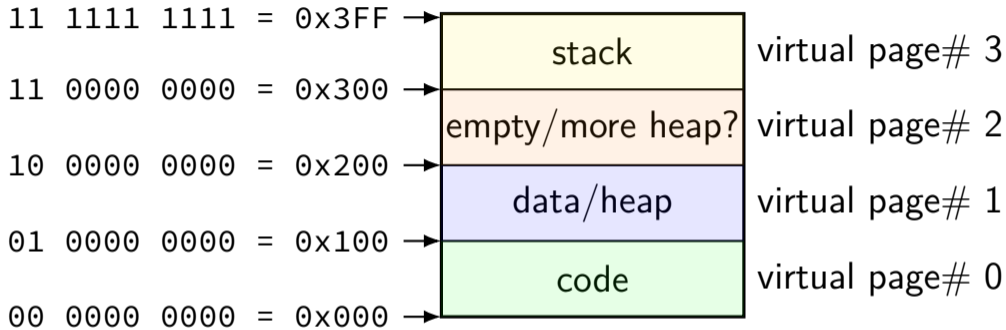 11 1111 1111 = 0x3FF
stack
virtual page# 3
11 0000 0000 = 0x300
empty/more heap?
virtual page# 2
10 0000 0000 = 0x200
data/heap
virtual page# 1
01 0000 0000 = 0x100
code
virtual page# 0
00 0000 0000 = 0x000